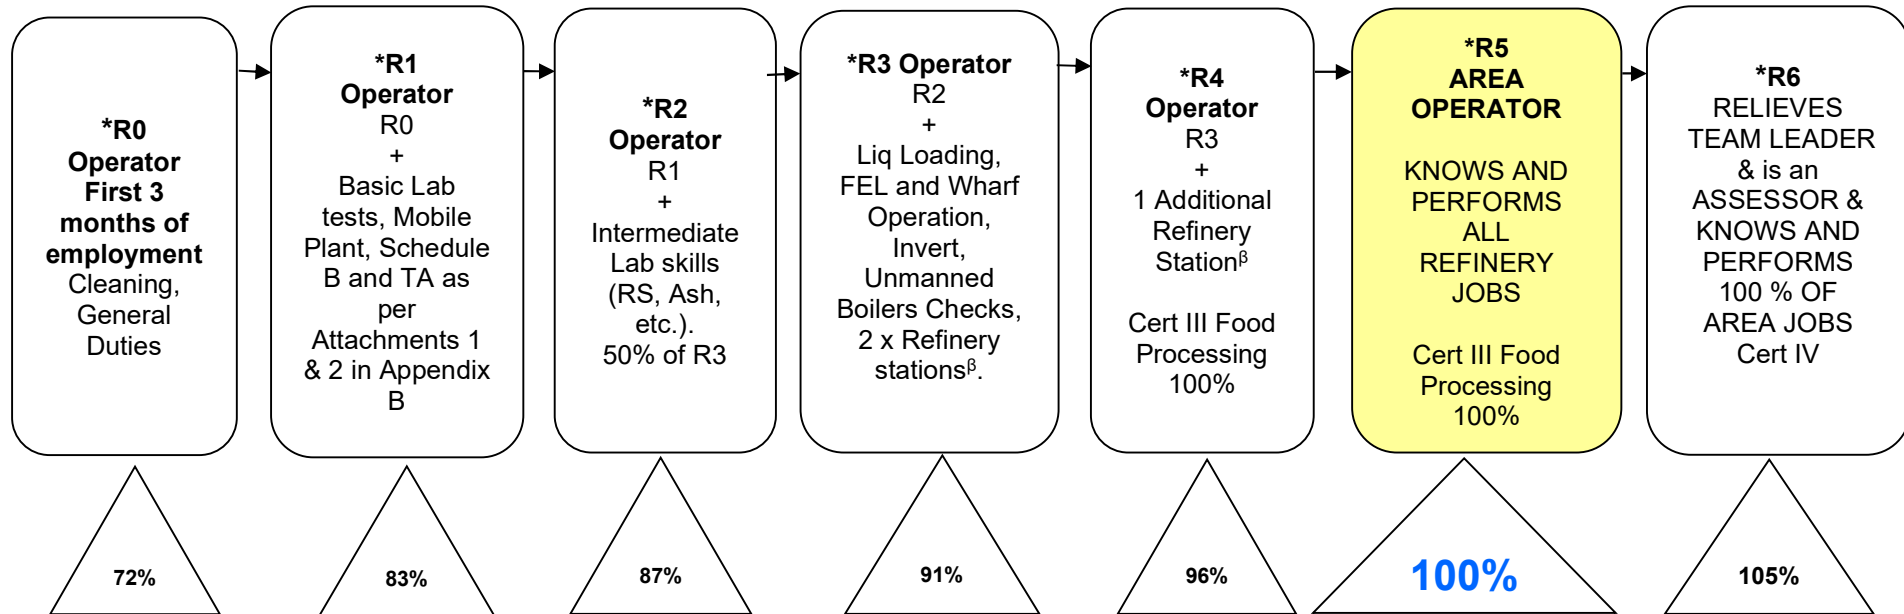 *R0
Operator
First 3
months of
employment
Cleaning,
General
Duties
*R1
Operator
R0
+
Basic Lab
tests, Mobile
Plant, Schedule
B and TA as
per
Attachments 1
& 2 in Appendix
B
*R2
Operator
R1
+
Intermediate
Lab skills
(RS, Ash,
etc.).
50% of R3
*R3 Operator
R2
+
Liq Loading,
FEL and Wharf
Operation,
Invert,
Unmanned
Boilers Checks,
2 x Refinery
stationsᵝ.
*R4
Operator
R3
+
1 Additional
Refinery
Stationᵝ
Cert III Food
Processing
100%
*R5
AREA
OPERATOR
KNOWS AND
PERFORMS
ALL
REFINERY
JOBS
Cert III Food
Processing
100%
*R6
RELIEVES
TEAM LEADER
& is an
ASSESSOR &
KNOWS AND
PERFORMS
100 % OF
AREA JOBS
Cert IV
72%
83%
87%
91%
96%
100%
105%